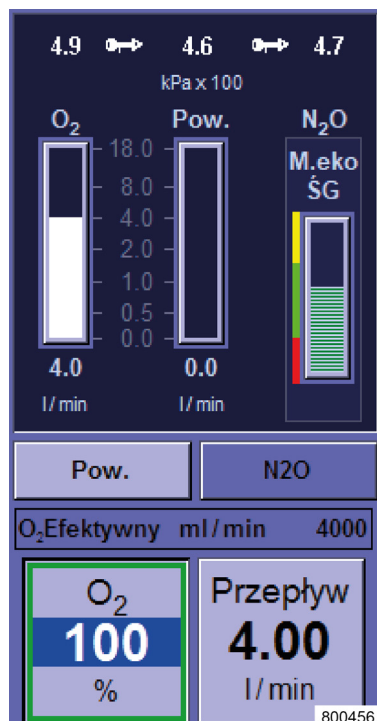 4.9 4.6 4.7
kPa x 100
O₂ Pow. N₂O
18.0
8.0
4.0
2.0
1.0
0.5
0.0
M.eko
ŚG
4.0 0.0
l/min l/min
Pow. N2O
O₂Efektywny ml/min 4000
O₂ Przepływ
100 4.00
% l/min
800456